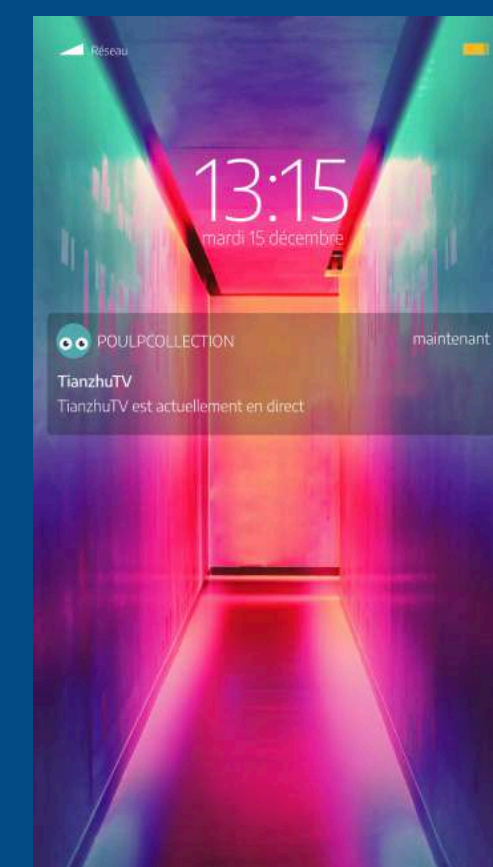 Réseau
13:15
mardi 15 décembre
POULPCOLLECTION
maintenant
TianzhuTV
TianzhuTV est actuellement en direct